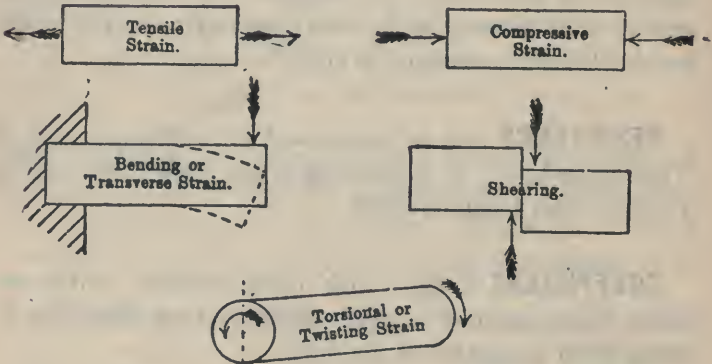 Tensile
Strain.
Compressive
Strain.
Bending or
Transverse Strain.
Shearing.
Torsional or
Twisting Strain